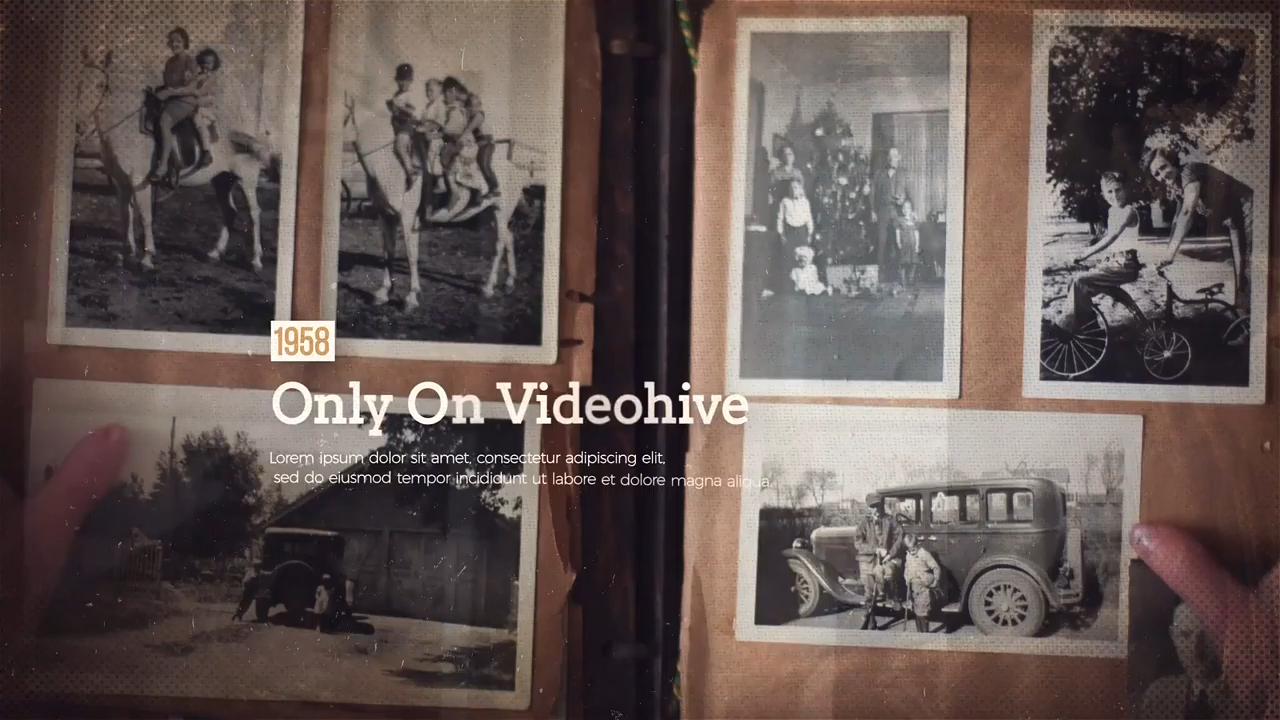 1958
Only On Videohive
Lorem ipsum dolor sit amet, consectetur adipiscing elit,
sed do eiusmod tempor incididunt ut labore et dolore magna aliqua.